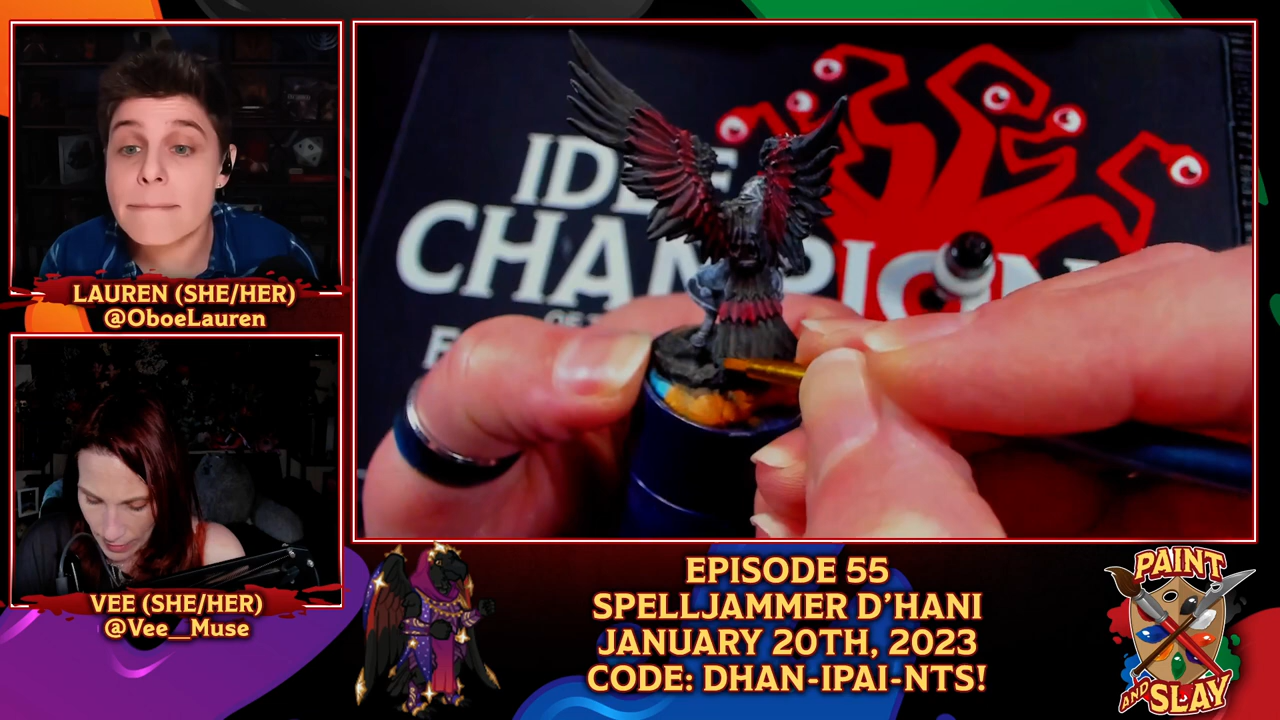 LAUREN (SHE/HER)
@OboeLauren
VEE (SHE/HER)
@Vee__Muse
CHAMPION
EPISODE 55
SPELLJAMMER D'HANI
JANUARY 20TH, 2023
CODE: DHAN-IPAI-NTS!
PAINT
AND SLAY